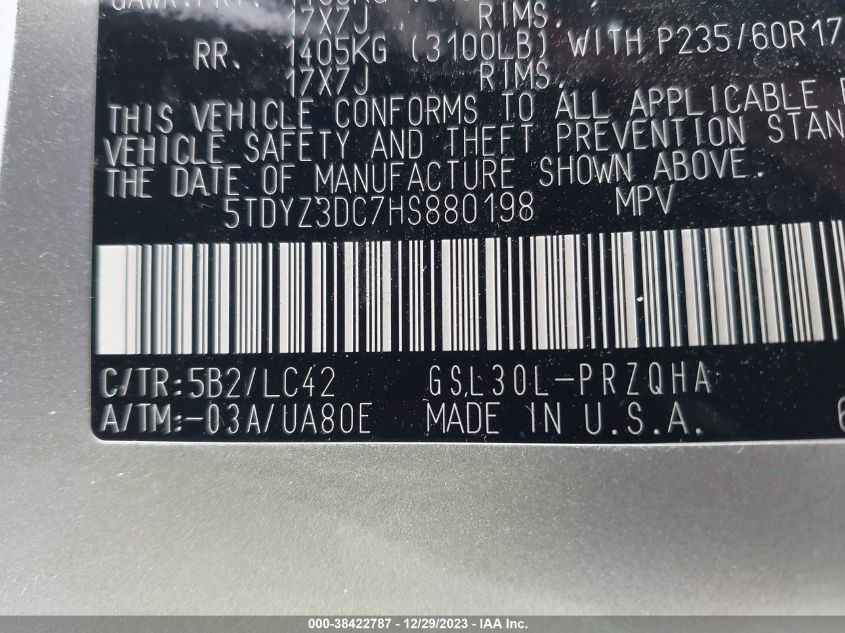 17X7J RIMS
RR. 1405KG (3100LB) WITH P235/60R17
17X7J RIMS
THIS VEHICLE CONFORMS TO ALL APPLICABLE
VEHICLE SAFETY AND THEFT PREVENTION STAN
THE DATE OF MANUFACTURE SHOWN ABOVE.
5TDYZ3DC7HS880198 MPV
C/TR:5B2/LC42 GSL30L-PRZQHA
A/TM:-03A/UA80E MADE IN U.S.A.
000-38422787 - 12/29/2023 - IAA Inc.